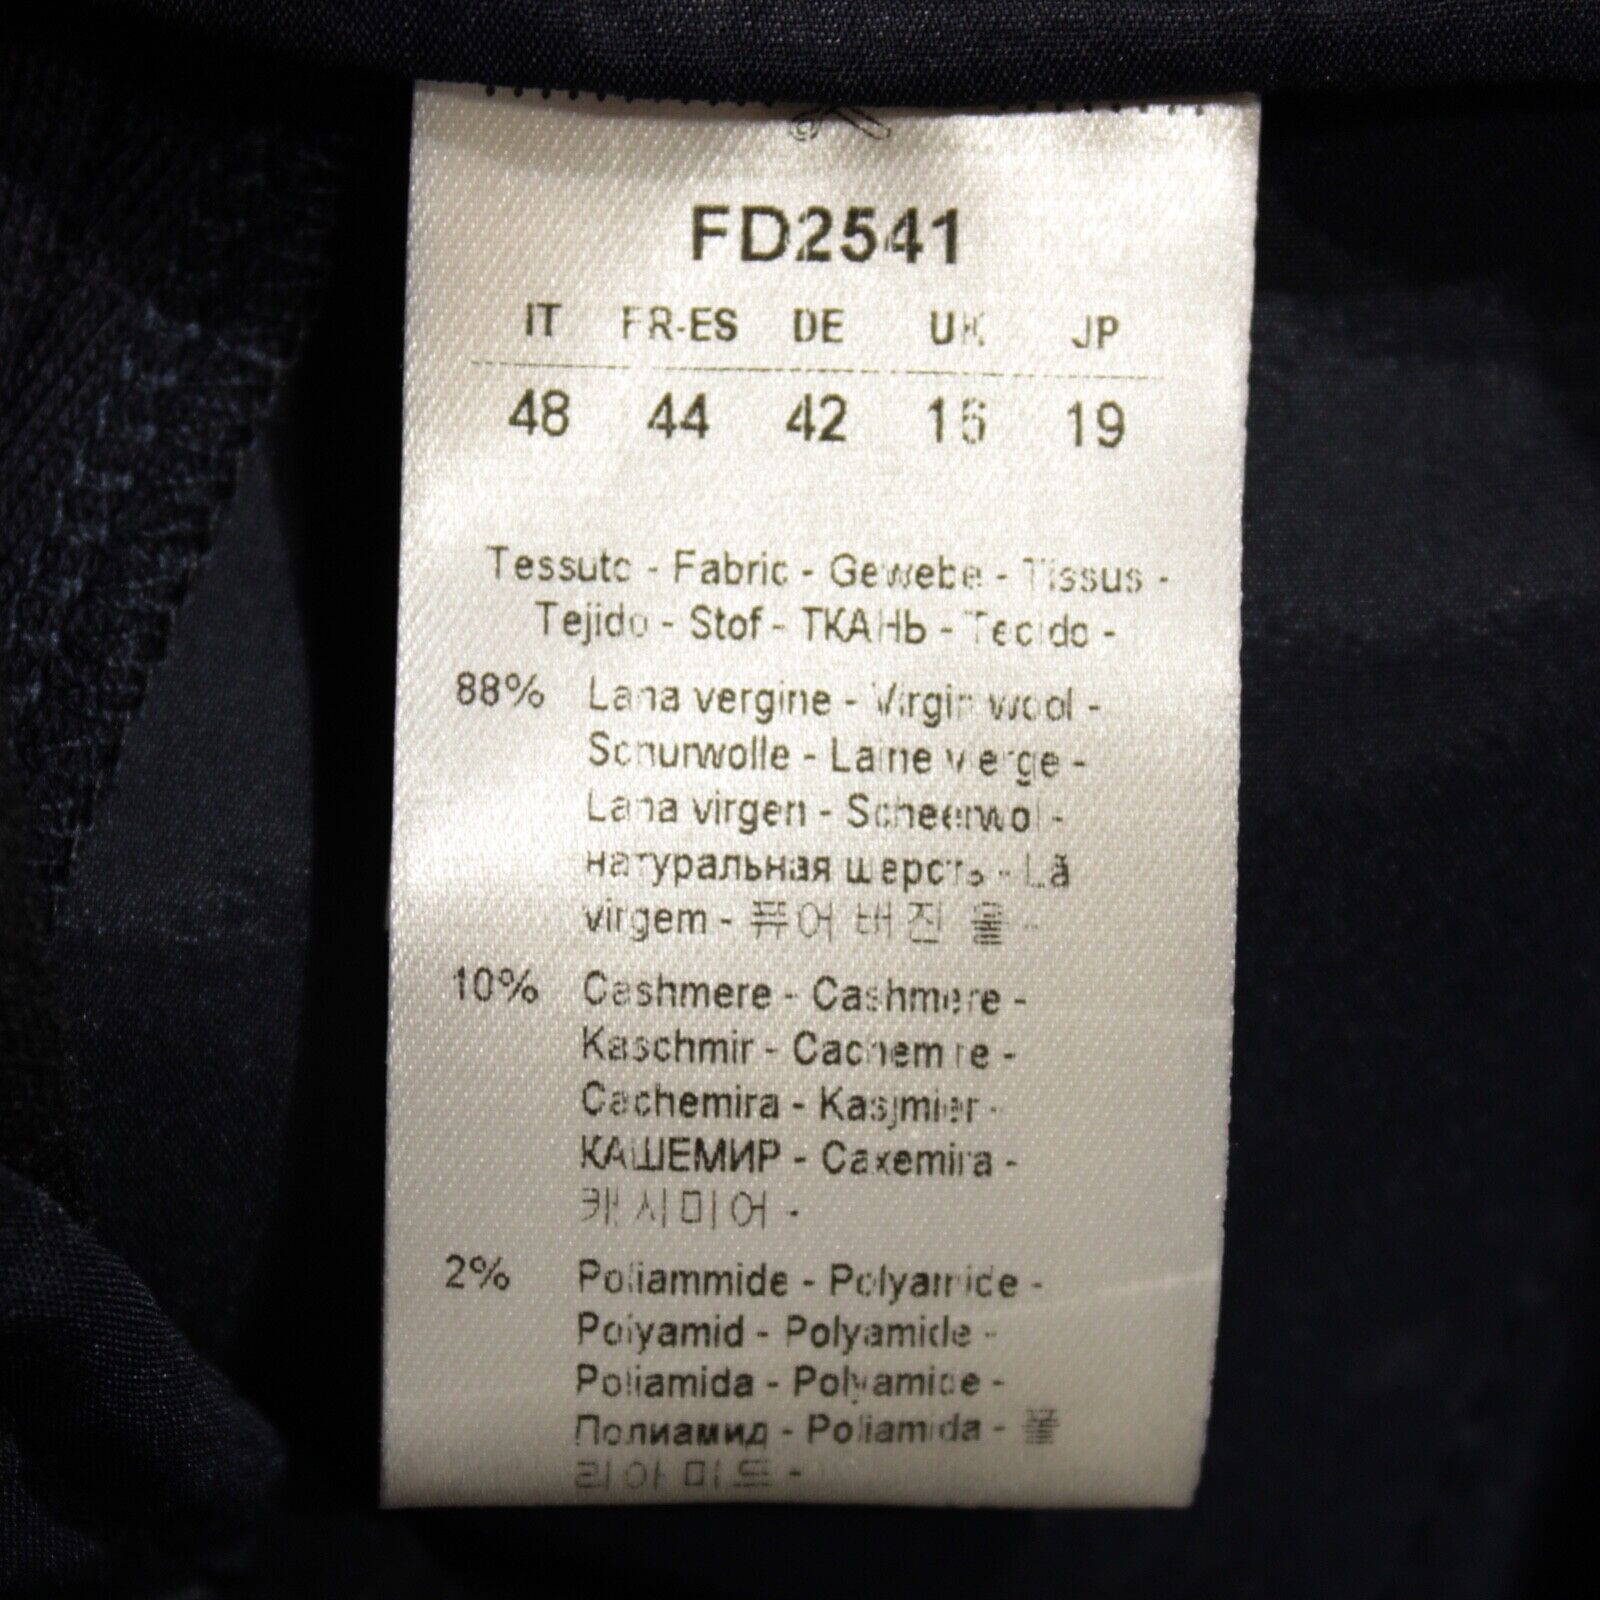 FD2541
IT FR-ES DE UK JP
48 44 42 16 19
Tessuto - Fabric - Gewebe - Tissus -
Tejido - Stof - ТКАНЬ - Tecido -
88% Lana vergine - Virgin wool -
Schurwolle - Laine vierge -
Lana virgen - Scheerwol -
натуральная шерсть - Lã
virgem - 퓨어 버진 울 -
10% Cashmere - Cashmere -
Kaschmir - Cachemire -
Cachemira - Kasjmier -
КАШЕМИР - Caxemira -
캐시미어 -
2% Poliammide - Polyamide -
Polyamid - Polyamide -
Poliamida - Polyamide -
Полиамид - Poliamida - 폴
리아미드 -